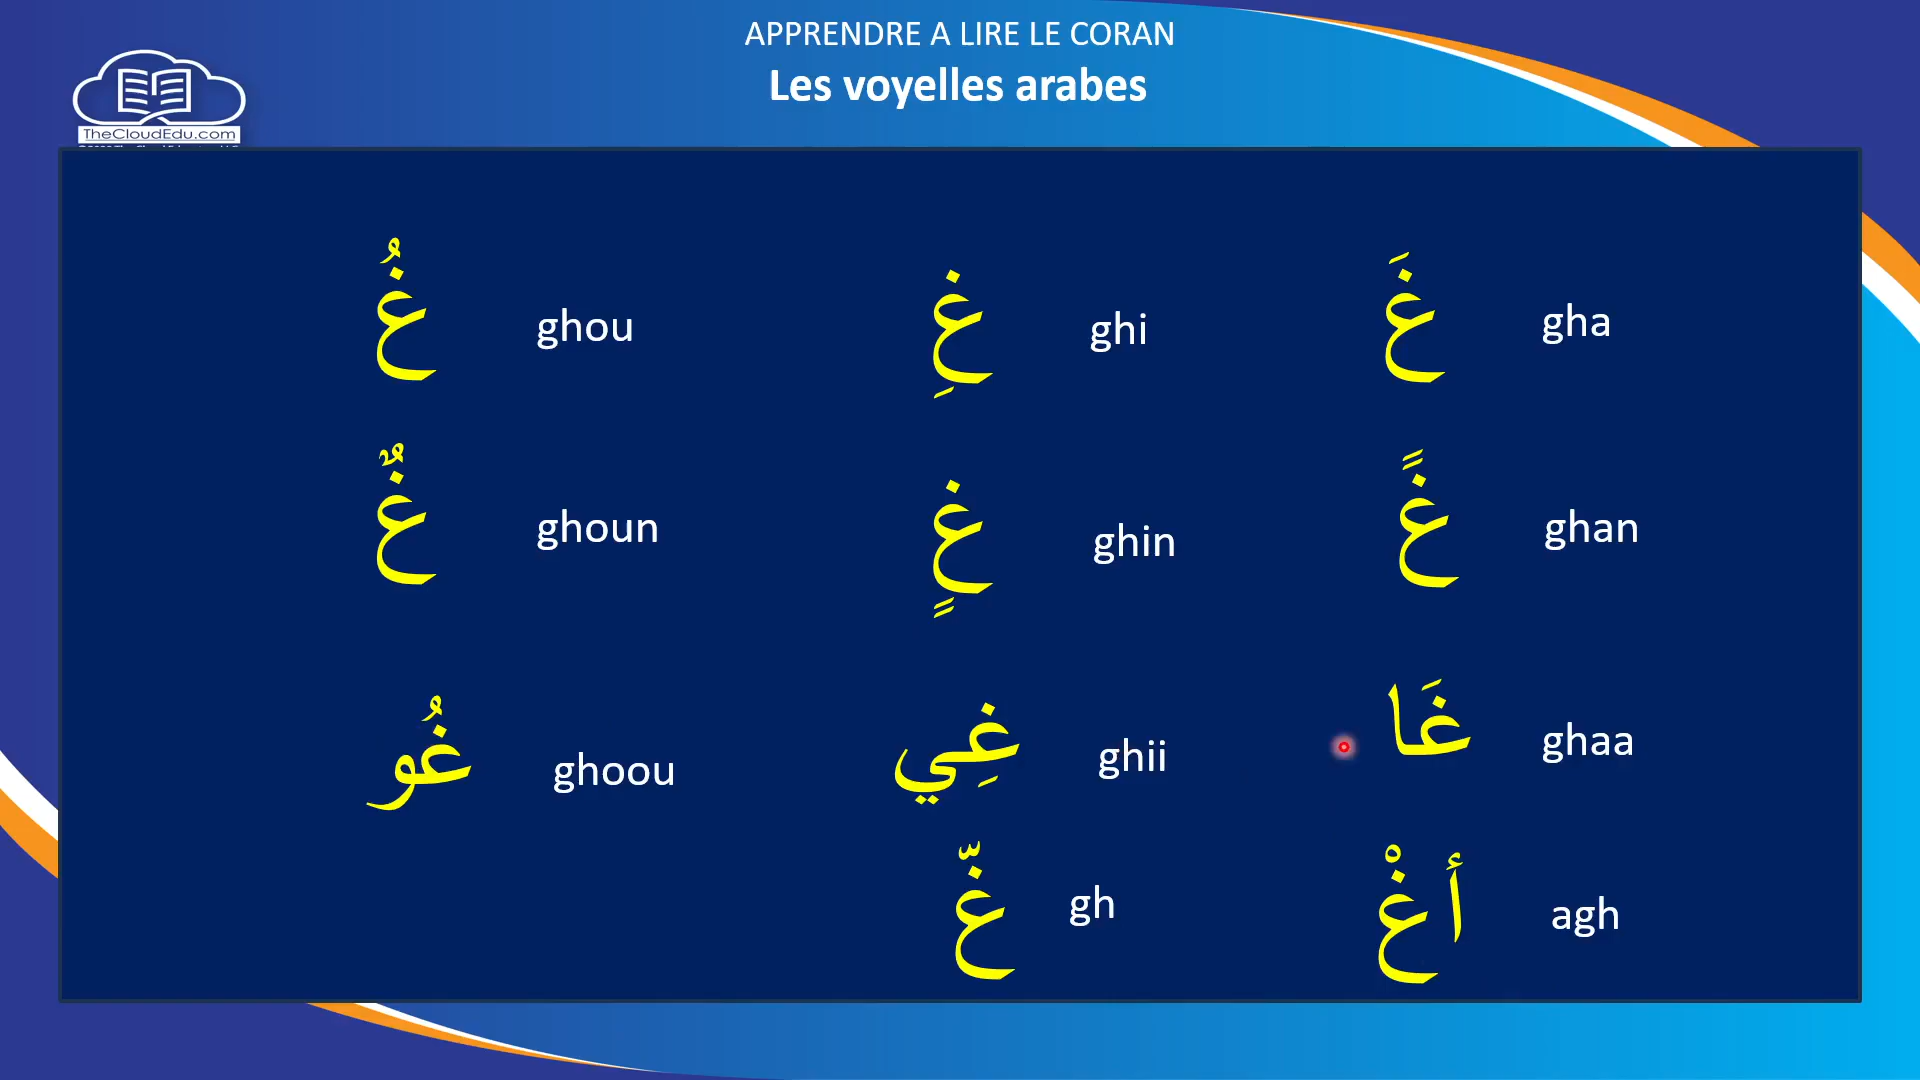 APPRENDRE A LIRE LE CORAN
Les voyelles arabes
TheCloudEdu.com
غُ ghou غِ ghi غَ gha
غٌ ghoun غٍ ghin غً ghan
غُو ghoou غِي ghii غَا ghaa
غّ gh أغْ agh